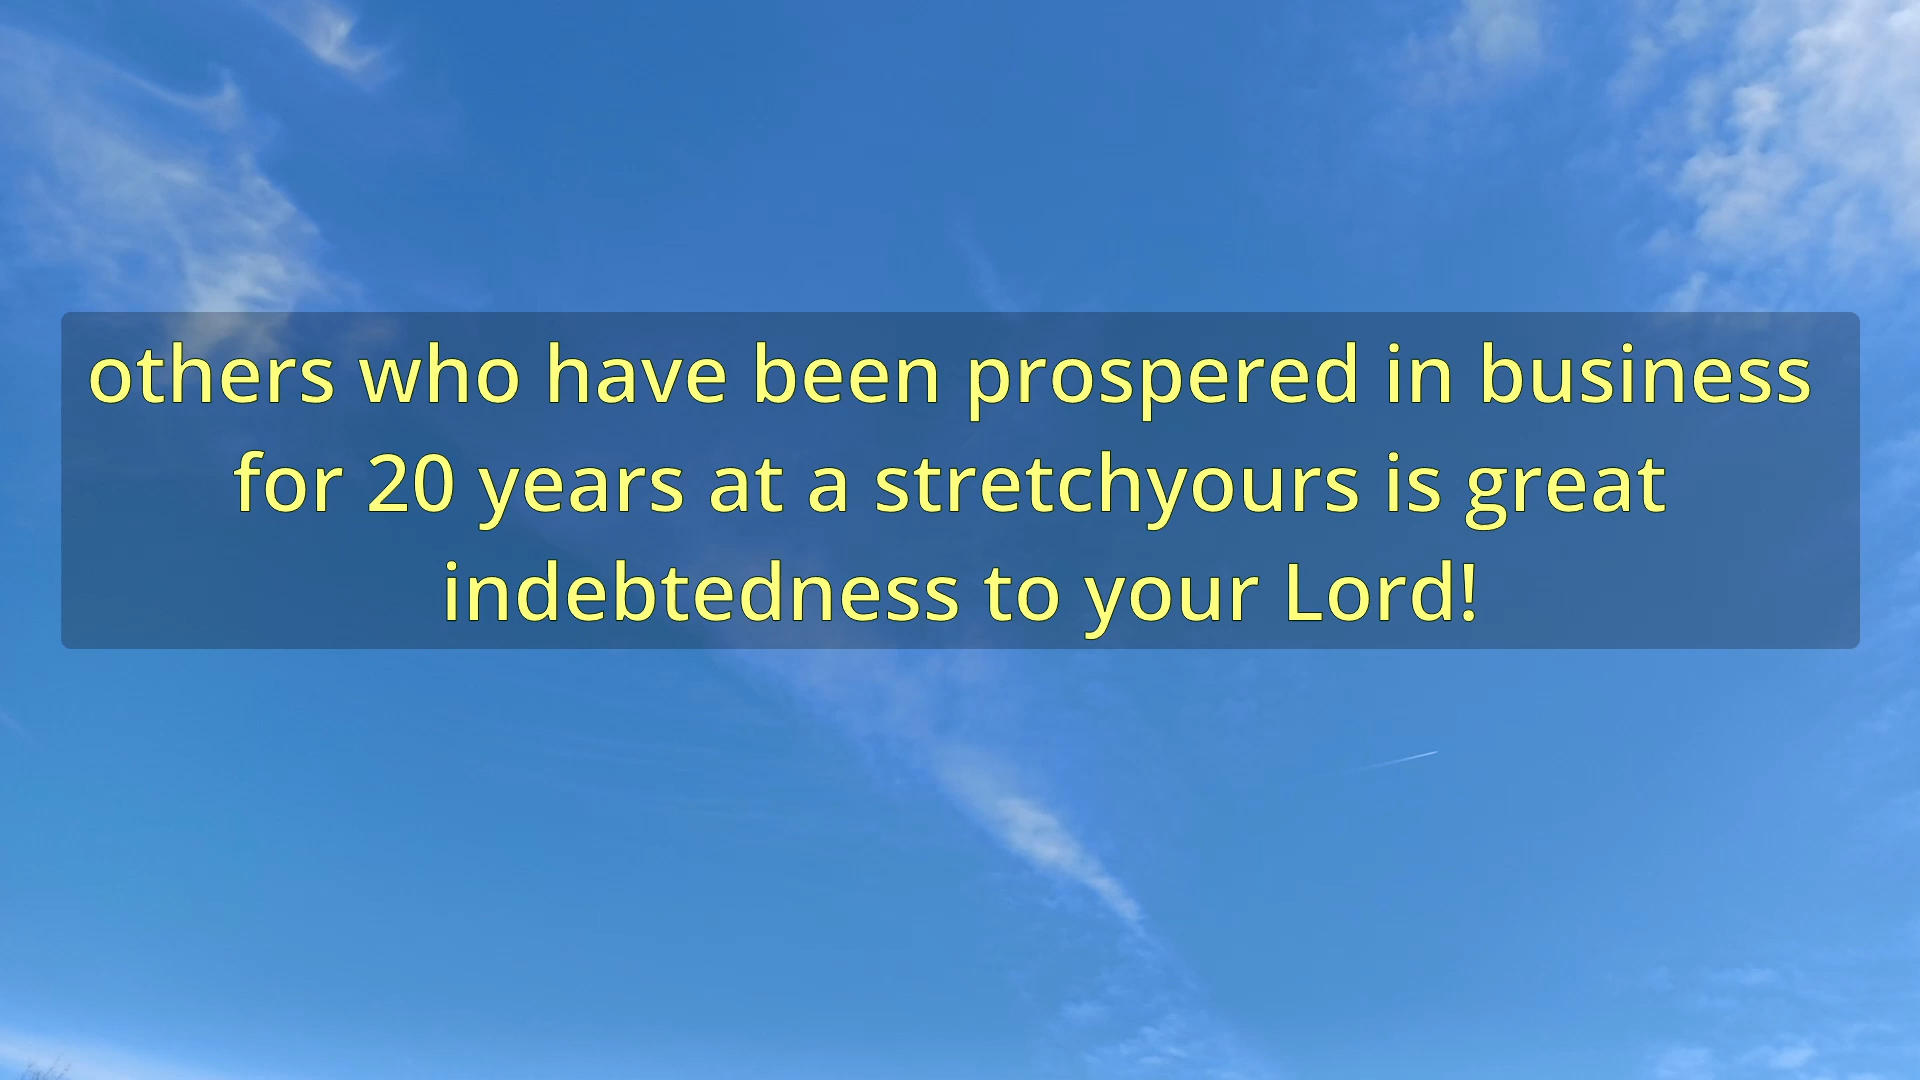 others who have been prospered in business
for 20 years at a stretchyours is great
indebtedness to your Lord!